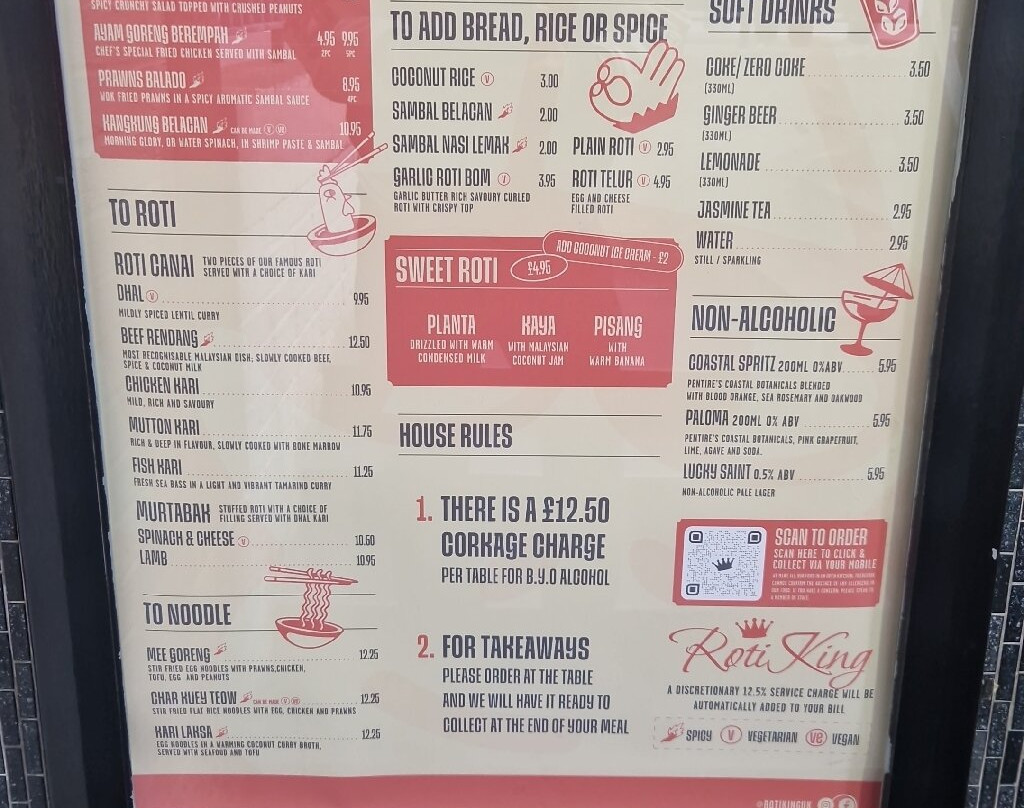 SPICY CRUNCHY SALAD TOPPED WITH CRUSHED PEANUTS
AYAM GORENG BEREMPAH 4.95 9.95
CHEF'S SPECIAL FRIED CHICKEN SERVED WITH SAMBAL 2PC 5PC
PRAWNS BALADO 8.95
WOK FRIED PRAWNS IN A SPICY AROMATIC SAMBAL SAUCE
KANGKUNG BELACAN CAN BE MADE V VE 10.95
MORNING GLORY, OR WATER SPINACH, IN SHRIMP PASTE & SAMBAL
TO ROTI
ROTI CANAI TWO PIECES OF OUR FAMOUS ROTI
SERVED WITH A CHOICE OF KARI
DHAL V 9.95
MILDLY SPICED LENTIL CURRY
BEEF RENDANG 12.50
MOST RECOGNISABLE MALAYSIAN DISH; SLOWLY COOKED BEEF,
SPICE & COCONUT MILK
CHICKEN KARI 10.95
MILD, RICH AND SAVOURY
MUTTON KARI 11.75
RICH & DEEP IN FLAVOUR, SLOWLY COOKED WITH BONE MARROW
FISH KARI 11.25
FRESH SEA BASS IN A LIGHT AND VIBRANT TAMARIND CURRY
MURTABAK STUFFED ROTI WITH A CHOICE OF
FILLING SERVED WITH DHAL KARI
SPINACH & CHEESE V 10.50
LAMB 10.95
TO NOODLE
MEE GORENG 12.25
STIR FRIED EGG NOODLES WITH PRAWNS, CHICKEN,
TOFU, EGG AND PEANUTS
CHAR KUEY TEOW CAN BE MADE V VE 12.25
STIR FRIED FLAT RICE NOODLES WITH EGG, CHICKEN AND PRAWNS
KARI LAKSA 12.25
EGG NOODLES IN A WARMING COCONUT CURRY BROTH,
SERVED WITH SEAFOOD AND TOFU
TO ADD BREAD, RICE OR SPICE
COCONUT RICE V 3.00
SAMBAL BELACAN 2.00
SAMBAL NASI LEMAK 2.00
GARLIC ROTI BOM V 3.95
GARLIC BUTTER RICH SAVOURY CURLED
ROTI WITH CRISPY TOP
PLAIN ROTI V 2.95
ROTI TELUR V 4.95
EGG AND CHEESE
FILLED ROTI
SWEET ROTI £4.95
ADD COCONUT ICE CREAM - £2
PLANTA
DRIZZLED WITH WARM
CONDENSED MILK
KAYA
WITH MALAYSIAN
COCONUT JAM
PISANG
WITH
WARM BANANA
HOUSE RULES
1. THERE IS A £12.50
CORKAGE CHARGE
PER TABLE FOR B.Y.O ALCOHOL
2. FOR TAKEAWAYS
PLEASE ORDER AT THE TABLE
AND WE WILL HAVE IT READY TO
COLLECT AT THE END OF YOUR MEAL
SOFT DRINKS
COKE/ ZERO COKE 3.50
(330ML)
GINGER BEER 3.50
(330ML)
LEMONADE 3.50
(330ML)
JASMINE TEA 2.95
WATER 2.95
STILL / SPARKLING
NON-ALCOHOLIC
COASTAL SPRITZ 200ML 0% ABV 5.95
PENTIRE'S COASTAL BOTANICALS BLENDED
WITH BLOOD ORANGE, SEA ROSEMARY AND OAKWOOD
PALOMA 200ML 0% ABV 5.95
PENTIRE'S COASTAL BOTANICALS, PINK GRAPEFRUIT,
LIME, AGAVE AND SODA.
LUCKY SAINT 0.5% ABV 5.95
NON-ALCOHOLIC PALE LAGER
SCAN TO ORDER
SCAN HERE TO CLICK &
COLLECT VIA YOUR MOBILE
Roti King
A DISCRETIONARY 12.5% SERVICE CHARGE WILL BE
AUTOMATICALLY ADDED TO YOUR BILL
SPICY V VEGETARIAN VE VEGAN
@ROTIKINGUK